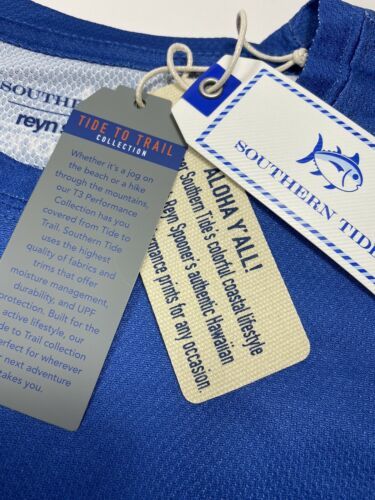 SOUTHERN
reyn
TIDE TO TRAIL
COLLECTION
Whether it's a jog on
the beach or a hike
through the mountains,
our T3 Performance
Collection has you
covered from Tide to
Trail. Southern Tide
uses the highest
quality of fabrics and
trims that offer
moisture management,
durability, and UPF
protection. Built for the
active lifestyle, our
to Trail collection
perfect for wherever
next adventure
takes you.
ALOHA Y'ALL!
Southern Tide's colorful coastal lifestyle
Reyn Spooner's authentic Hawaiian
prints for any occasion.
SOUTHERN TIDE